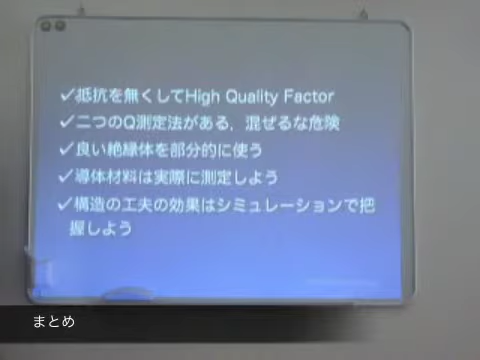 ✓抵抗を無くしてHigh Quality Factor
✓二つのQ測定法がある，混ぜるな危険
✓良い絶縁体を部分的に使う
✓導体材料は実際に測定しよう
✓構造の工夫の効果はシミュレーションで把
握しよう
まとめ